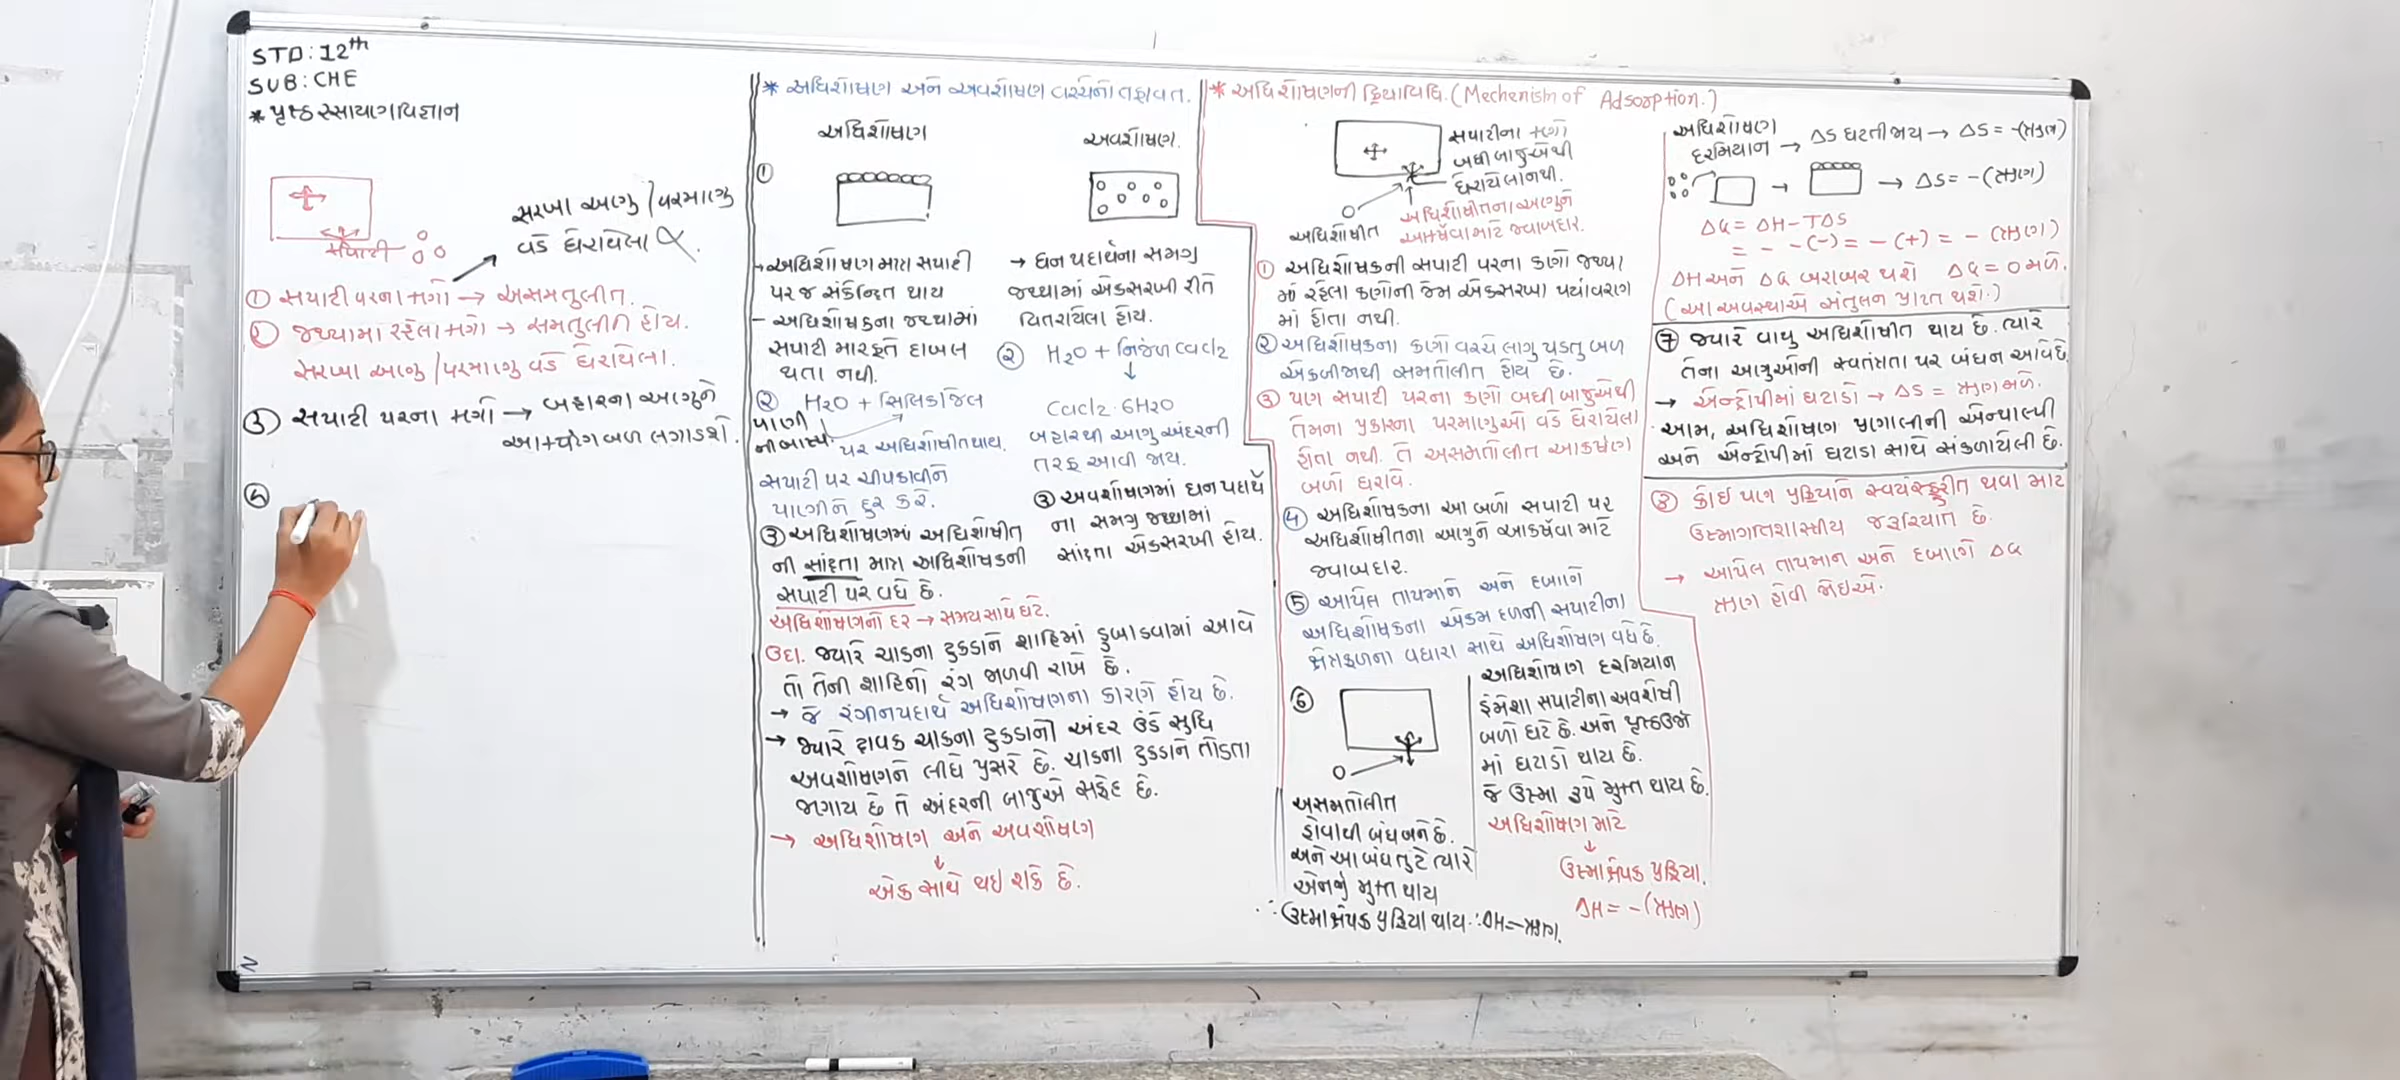 STD: 12th
SUB: CHE
* પૃષ્ઠ રસાયણવિજ્ઞાન
સપાટી
સરખા અણુ / પરમાણુ
વડે ઘેરાયેલા
① સપાટી પરના કણો → અસમતુલીત.
② જથ્થામા રહેલા કણો → સમતુલીત હોય.
સરખા અણુ / પરમાણુ વડે ઘેરાયેલા.
③ સપાટી પરના કણો → બહારના અણુને
આકર્ષણ બળ લગાડશે.
* અધિશોષણ અને અવશોષણ વચ્ચેનો તફાવત.
અધિશોષણ
①
→ અધિશોષણ માત્ર સપાટી
પર જ સંકેન્દ્રિત થાય
- અધિશોષકના જથ્થામાં
સપાટી મારફતે દાખલ
થતા નથી.
② H2O + સિલિકાજેલ
પાણી
ની બાષ્પ
પર અધિશોષીત થાય.
સપાટી પર ચીપકાવીને
પાણીને દુર કરે.
③ અધિશોષણમાં અધિશોષીત
ની સાંદ્રતા માત્ર અધિશોષકની
સપાટી પર વધે છે.
અવશોષણ.
→ ઘન પદાર્થના સમગ્ર
જથ્થામાં એકસરખી રીતે
વિતરાયેલા હોય.
② H2O + નિર્જળ CaCl2
↓
CaCl2·6H2O
બહારથી અણુ અંદરની
તરફ આવી જાય.
③ અવશોષણમાં ઘન પદાર્થ
ના સમગ્ર જથ્થામાં
સાંદ્રતા એકસરખી હોય.
અધિશોષણનો દર → સમય સાથે ઘટે.
ઉદા. જ્યારે ચાકના ટુકડાને શાહિમાં ડુબાડવામાં આવે
તો તેની શાહિનો રંગ જાળવી રાખે છે.
→ જે રંગીનપદાર્થ અધિશોષણના કારણે હોય છે.
→ જ્યારે દ્રાવક ચાકના ટુકડાની અંદર ઉંડે સુધિ
અવશોષણને લીધે પ્રસરે છે. ચાકના ટુકડાને તોડતા
જણાય છે તે અંદરની બાજુએ સફેદ છે.
→ અધિશોષણ અને અવશોષણ
↓
એક સાથે થઇ શકે છે.
* અધિશોષણની ક્રિયાવિધિ. (Mechenism of Adsorption.)
સપાટીના કણો
બધી બાજુએથી
ઘેરાયેલા નથી.
અધિશોષીત
અધિશોષીતના અણુને
આકર્ષવા માટે જવાબદાર.
① અધિશોષકની સપાટી પરના કણો જથ્થા
માં રહેલા કણોની જેમ એકસરખા પર્યાવરણ
માં હોતા નથી.
② અધિશોષકના કણો વચ્ચે લાગુ પડતુ બળ
એકબીજાથી સમતોલીત હોય છે.
③ પણ સપાટી પરના કણો બધી બાજુએથી
તેમના પ્રકારના પરમાણુઓ વડે ઘેરાયેલા
હોતા નથી. તે અસમતોલીત આકર્ષણ
બળો ધરાવે.
④ અધિશોષકના આ બળો સપાટી પર
અધિશોષીતના અણુને આકર્ષવા માટે
જવાબદાર.
⑤ આપેલ તાપમાને અને દબાણે
અધિશોષકના એકમ દળની સપાટીના
ક્ષેત્રફળના વધારા સાથે અધિશોષણ વધે છે.
⑥
અસમતોલીત
હોવાથી બંધ બને છે.
અને આ બંધ તુટે ત્યારે
એનર્જી મુક્ત થાય
∴ ઉષ્માક્ષેપક પ્રક્રિયા થાય ∴ ΔH = -ઋણ.
અધિશોષણ દરમિયાન
હંમેશા સપાટીના અવશેષી
બળો ઘટે છે. અને પૃષ્ઠઉર્જા
માં ઘટાડો થાય છે.
જે ઉષ્મા રૂપે મુક્ત થાય છે.
અધિશોષણ માટે
↓
ઉષ્માક્ષેપક પ્રક્રિયા.
ΔH = -(ઋણ)
અધિશોષણ
દરમિયાન → ΔS ઘટતી જાય → ΔS = -(ઋણ)
→ → ΔS = -(ઋણ)
ΔG = ΔH - TΔS
= - -(-) = -(+) = - (ઋણ)
ΔH અને ΔG બરાબર થશે ΔG = 0 મળે.
(આ અવસ્થાએ સંતુલન પ્રાપ્ત થશે.)
⑦ જ્યારે વાયુ અધિશોષીત થાય છે. ત્યારે
તેના અણુઓની સ્વતંત્રતા પર બંધન આવે છે.
→ એન્ટ્રોપીમાં ઘટાડો → ΔS = ઋણ મળે.
આમ, અધિશોષણ પ્રણાલીની એન્થાલ્પી
અને એન્ટ્રોપીમાં ઘટાડા સાથે સંકળાયેલી છે.
⑧ કોઈ પણ પ્રક્રિયાને સ્વયંસ્ફુરીત થવા માટે
ઉષ્માગતિશાસ્ત્રીય જરૂરિયાત છે.
→ આપેલ તાપમાન અને દબાણે ΔG
ઋણ હોવી જોઇએ.